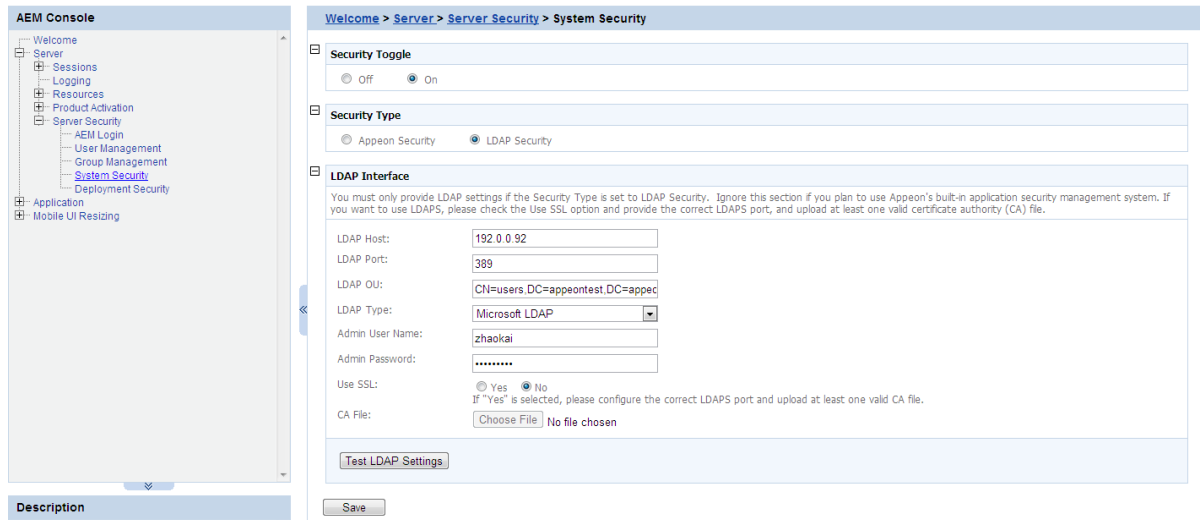 AEM Console
Welcome
Server
Sessions
Logging
Resources
Product Activation
Server Security
AEM Login
User Management
Group Management
System Security
Deployment Security
Application
Mobile UI Resizing
Description
Welcome > Server > Server Security > System Security
Security Toggle
Off On
Security Type
Appeon Security LDAP Security
LDAP Interface
You must only provide LDAP settings if the Security Type is set to LDAP Security. Ignore this section if you plan to use Appeon's built-in application security management system. If
you want to use LDAPS, please check the Use SSL option and provide the correct LDAPS port, and upload at least one valid certificate authority (CA) file.
LDAP Host: 192.0.0.92
LDAP Port: 389
LDAP OU: CN=users,DC=appeontest,DC=appec
LDAP Type: Microsoft LDAP
Admin User Name: zhaokai
Admin Password: •••••••••
Use SSL: Yes No
If "Yes" is selected, please configure the correct LDAPS port and upload at least one valid CA file.
CA File: Choose File No file chosen
Test LDAP Settings
Save